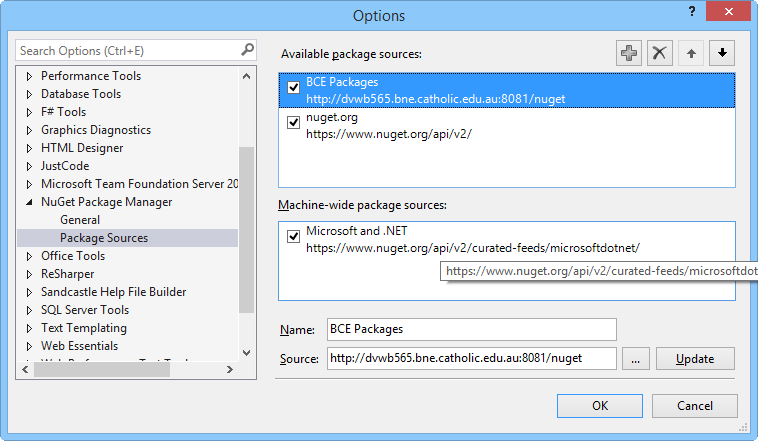 Options
?
Search Options (Ctrl+E)
Performance Tools
Database Tools
F# Tools
Graphics Diagnostics
HTML Designer
JustCode
Microsoft Team Foundation Server 20
NuGet Package Manager
General
Package Sources
Office Tools
ReSharper
Sandcastle Help File Builder
SQL Server Tools
Text Templating
Web Essentials
Available package sources:
BCE Packages
http://dvwb565.bne.catholic.edu.au:8081/nuget
nuget.org
https://www.nuget.org/api/v2/
Machine-wide package sources:
Microsoft and .NET
https://www.nuget.org/api/v2/curated-feeds/microsoftdotnet/
https://www.nuget.org/api/v2/curated-feeds/microsoftdot
Name: BCE Packages
Source: http://dvwb565.bne.catholic.edu.au:8081/nuget ... Update
OK Cancel